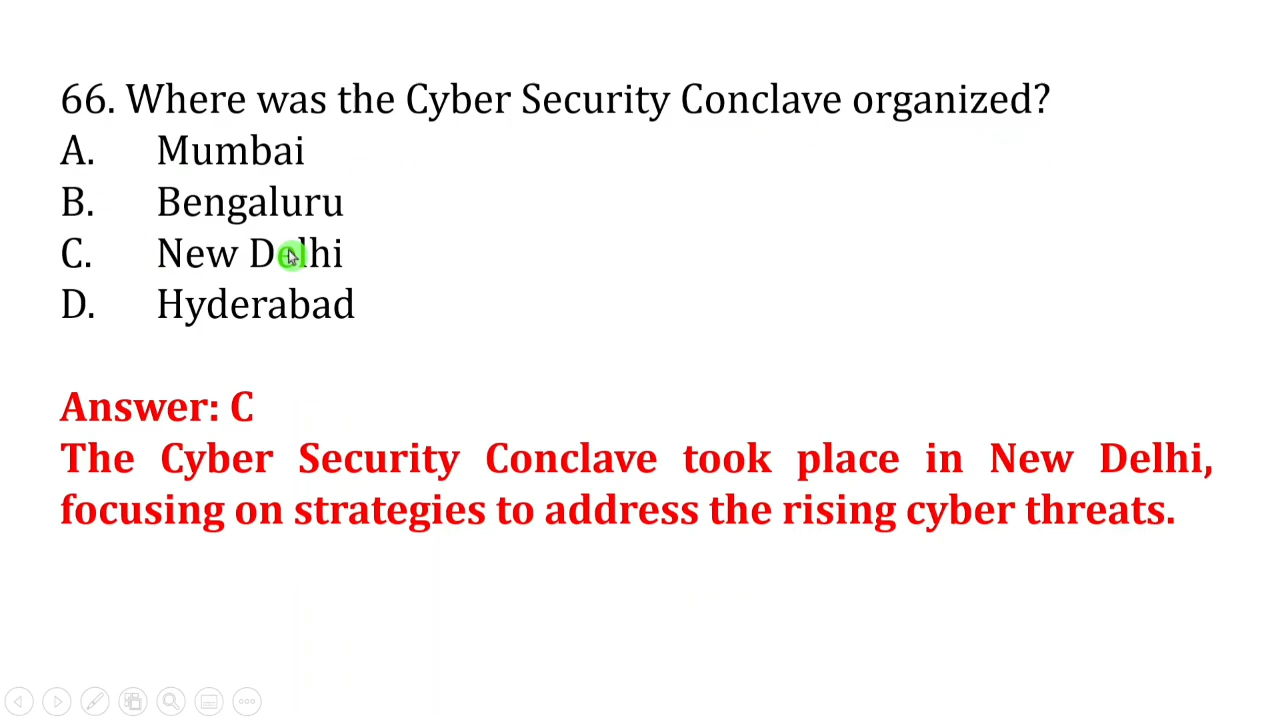 66. Where was the Cyber Security Conclave organized?
A. Mumbai
B. Bengaluru
C. New Delhi
D. Hyderabad
Answer: C
The Cyber Security Conclave took place in New Delhi,
focusing on strategies to address the rising cyber threats.